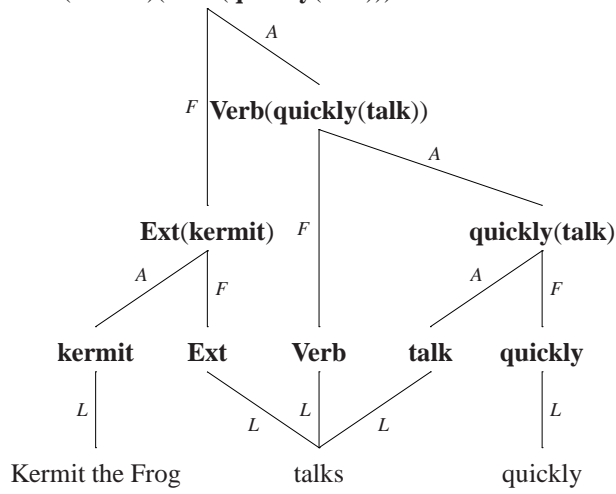 A
F Verb(quickly(talk))
A
F
Ext(kermit) quickly(talk)
A F A F
kermit Ext Verb talk quickly
L L L L L
Kermit the Frog talks quickly